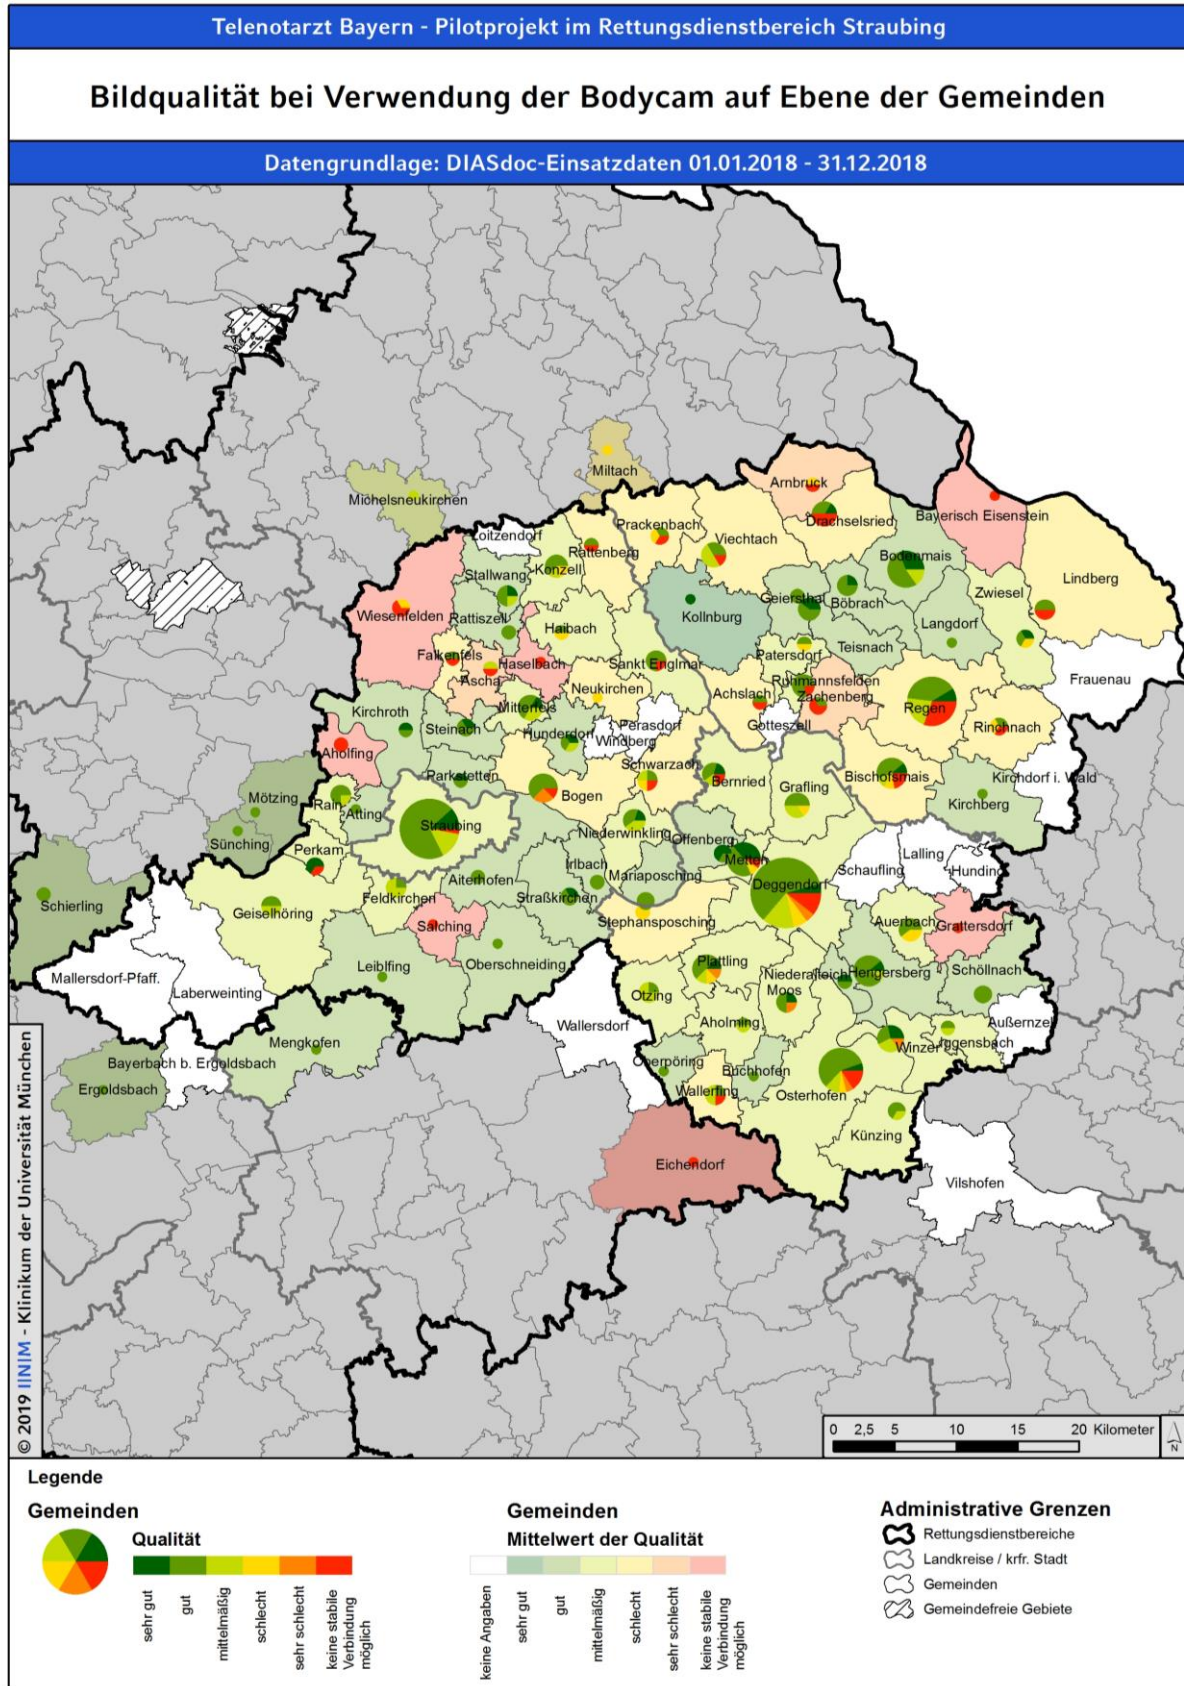 Telenotarzt Bayern - Pilotprojekt im Rettungsdienstbereich Straubing
Bildqualität bei Verwendung der Bodycam auf Ebene der Gemeinden
Datengrundlage: DIASdoc-Einsatzdaten 01.01.2018 - 31.12.2018
Miltach
Michelsneukirchen
Arnbruck
Drachselsried
Bayerisch Eisenstein
Loitzendorf
Rattenberg
Prackenbach
Viechtach
Konzell
Stallwang
Bodenmais
Lindberg
Zwiesel
Wiesenfelden
Rattiszell
Kollnburg
Geiersthal
Böbrach
Langdorf
Haibach
Teisnach
Patersdorf
Falkenfels
Haselbach
Sankt Englmar
Ascha
Ruhmannsfelden
Frauenau
Neukirchen
Achslach
Zachenberg
Regen
Kirchroth
Mitterfels
Steinach
Perasdorf
Gotteszell
Rinchnach
Hunderdorf
Windberg
Aholfing
Schwarzach
Bernried
Bischofsmais
Kirchdorf i. Wald
Parkstetten
Bogen
Grafling
Kirchberg
Mötzing
Rain
Atting
Straubing
Niederwinkling
Offenberg
Sünching
Perkam
Metten
Lalling
Irlbach
Mariaposching
Schaufling
Hunding
Aiterhofen
Deggendorf
Schierling
Feldkirchen
Straßkirchen
Geiselhöring
Stephansposching
Auerbach
Salching
Grattersdorf
Plattling
Oberschneiding
Leiblfing
Niederalteich
Hengersberg
Schöllnach
Mallersdorf-Pfaff.
Laberweinting
Otzing
Moos
Aholming
Außernzell
Wallersdorf
Winzer
Iggensbach
Mengkofen
Bayerbach b. Ergoldsbach
Oberpöring
Buchhofen
Ergoldsbach
Wallerfing
Osterhofen
Künzing
Eichendorf
Vilshofen
© 2019 INM - Klinikum der Universität München
0 2,5 5 10 15 20 Kilometer
N
Legende
Gemeinden
Qualität
sehr gut
gut
mittelmäßig
schlecht
sehr schlecht
keine stabile
Verbindung
möglich
Gemeinden
Mittelwert der Qualität
keine Angaben
sehr gut
gut
mittelmäßig
schlecht
sehr schlecht
keine stabile
Verbindung
möglich
Administrative Grenzen
Rettungsdienstbereiche
Landkreise / krfr. Stadt
Gemeinden
Gemeindefreie Gebiete